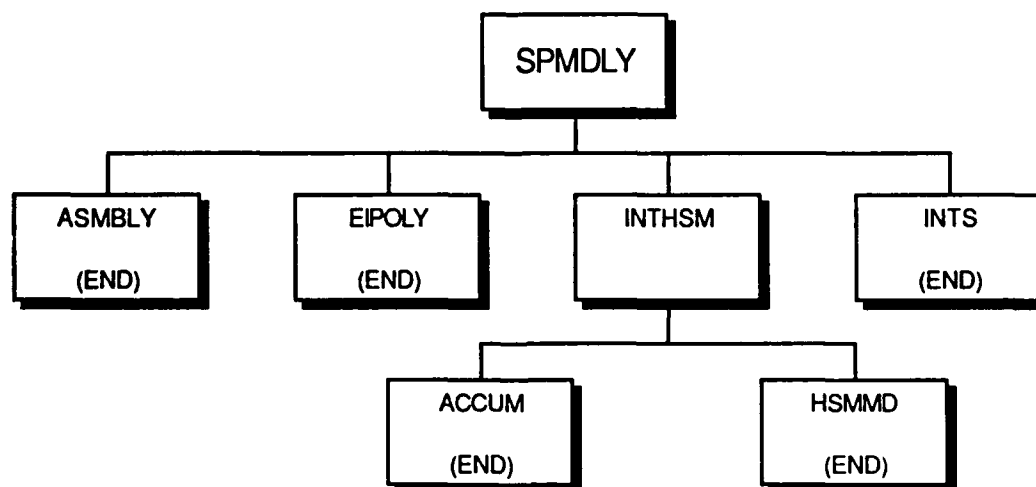 SPMDLY
ASMBLY
(END)
EIPOLY
(END)
INTHSM
INTS
(END)
ACCUM
(END)
HSMMD
(END)